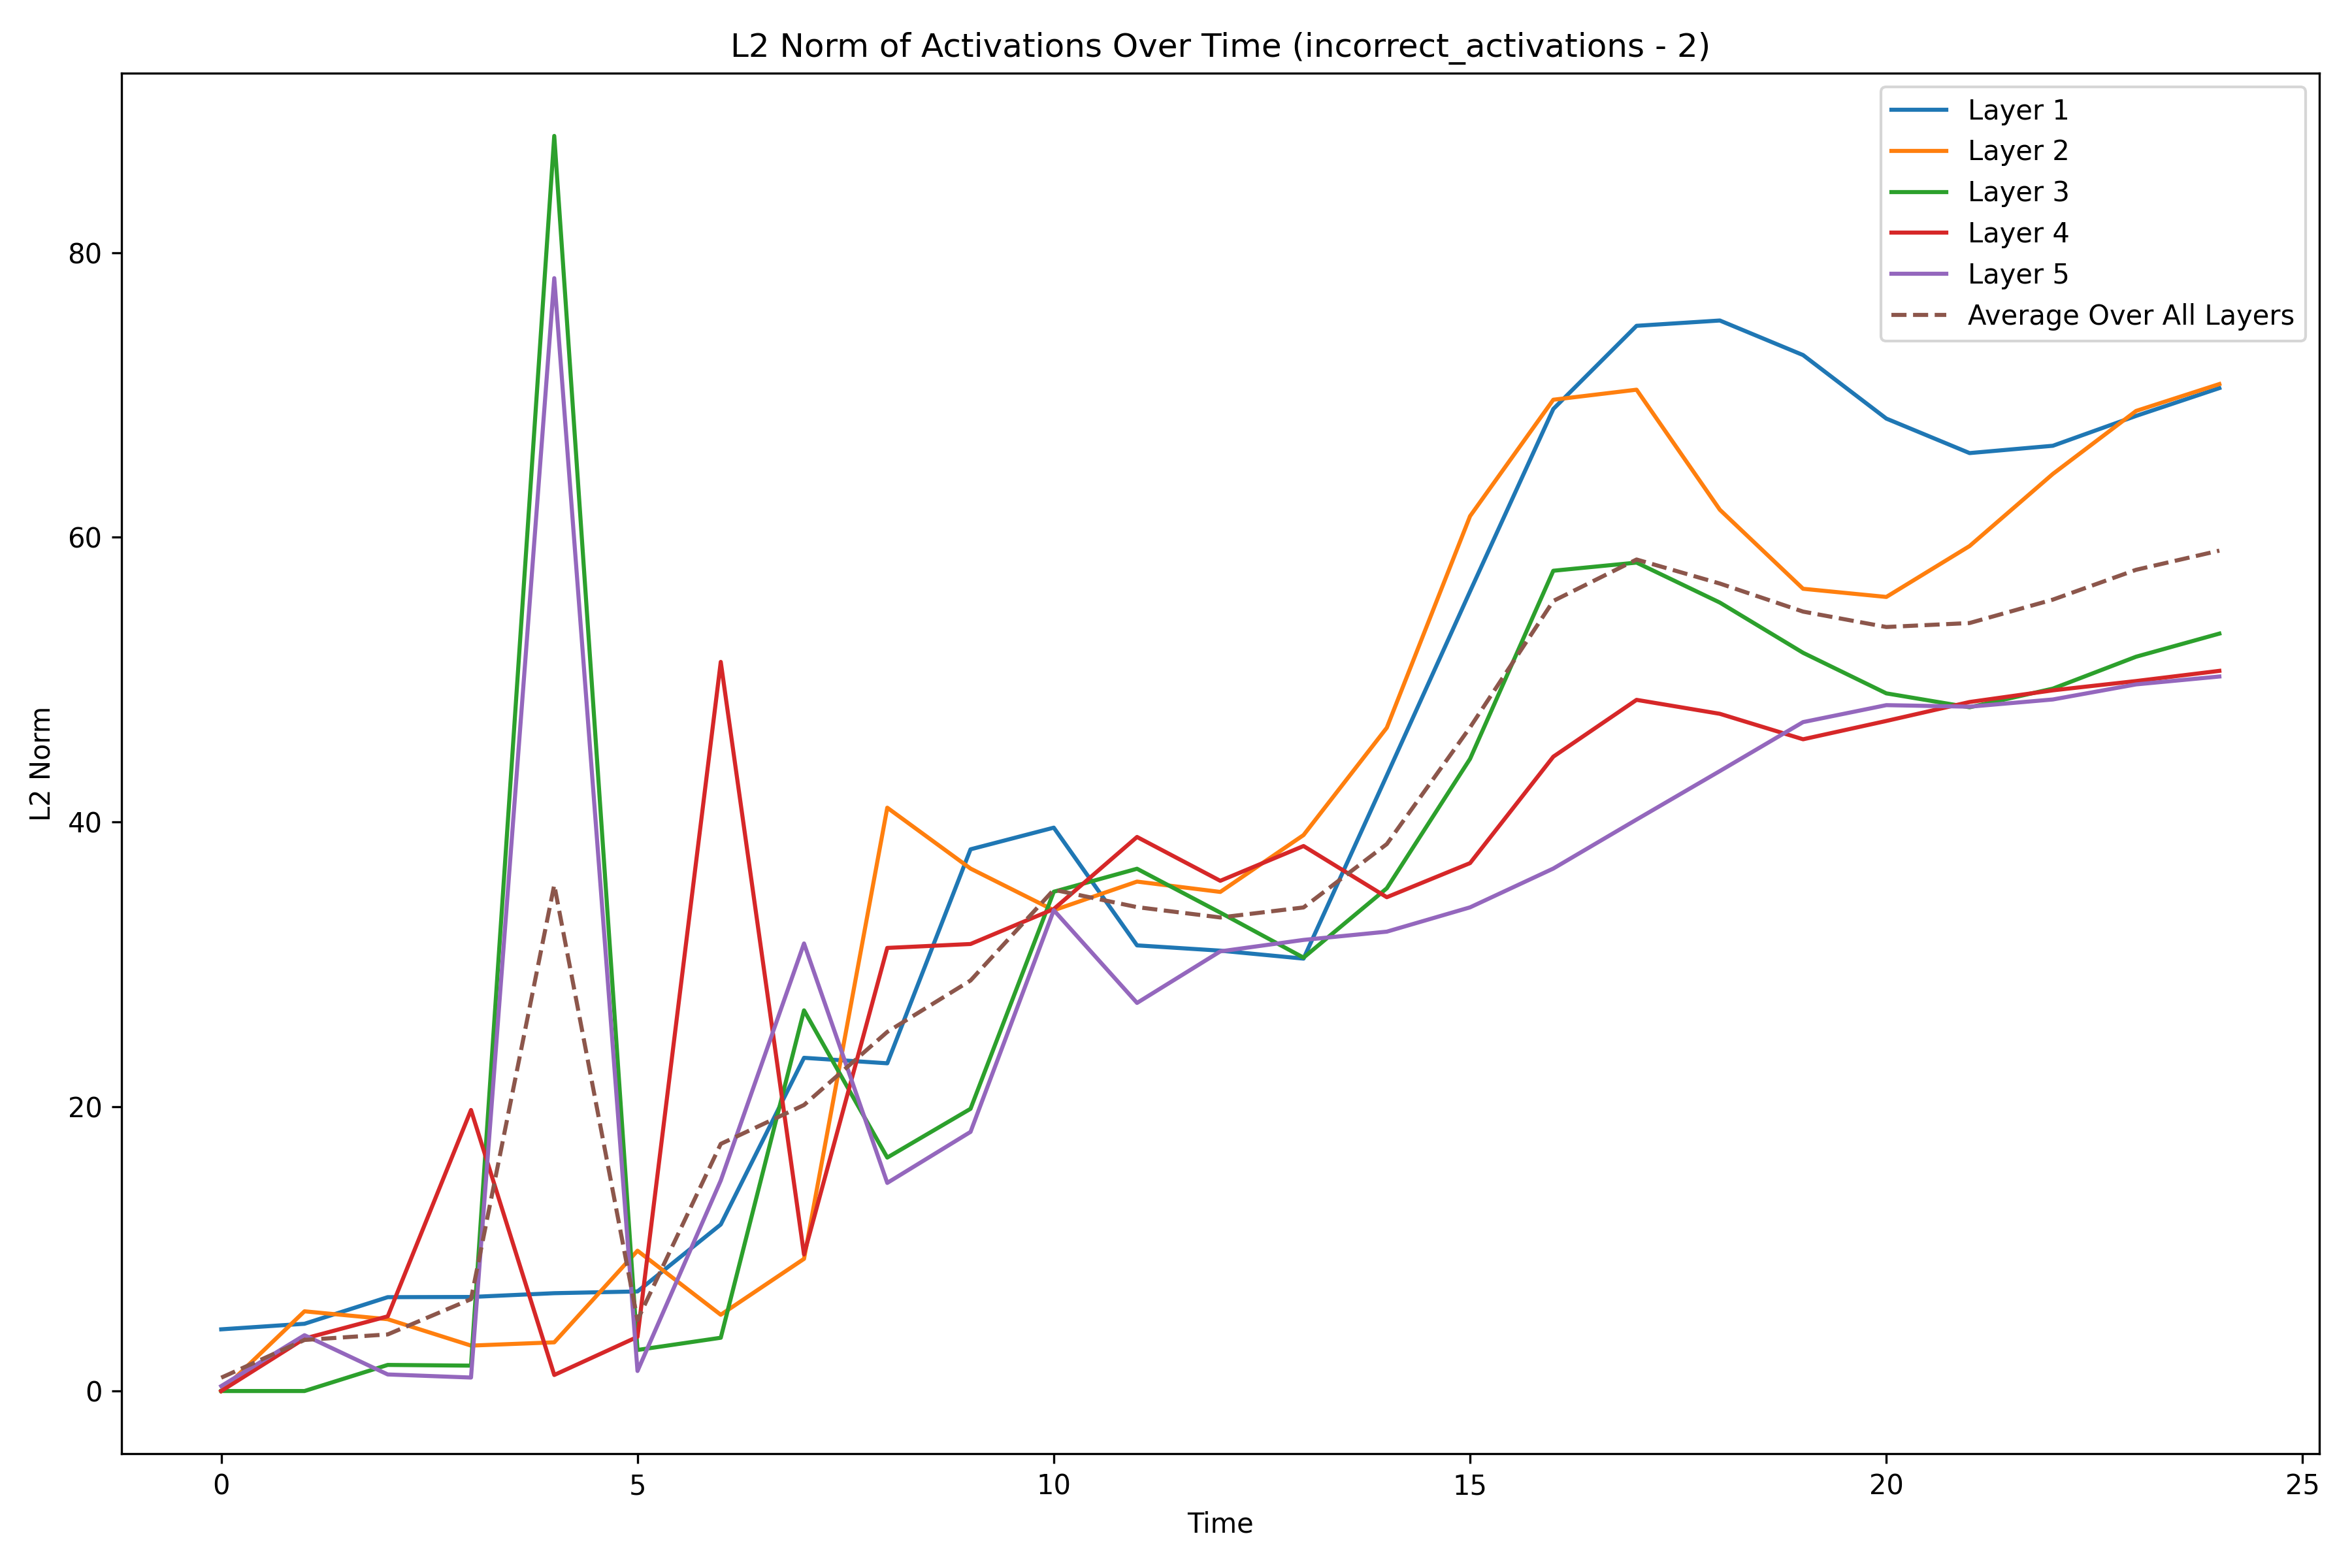 L2 Norm of Activations Over Time (incorrect_activations - 2)
Layer 1
Layer 2
Layer 3
Layer 4
Layer 5
Average Over All Layers
80
60
40
20
0
L2 Norm
0 5 10 15 20 25
Time